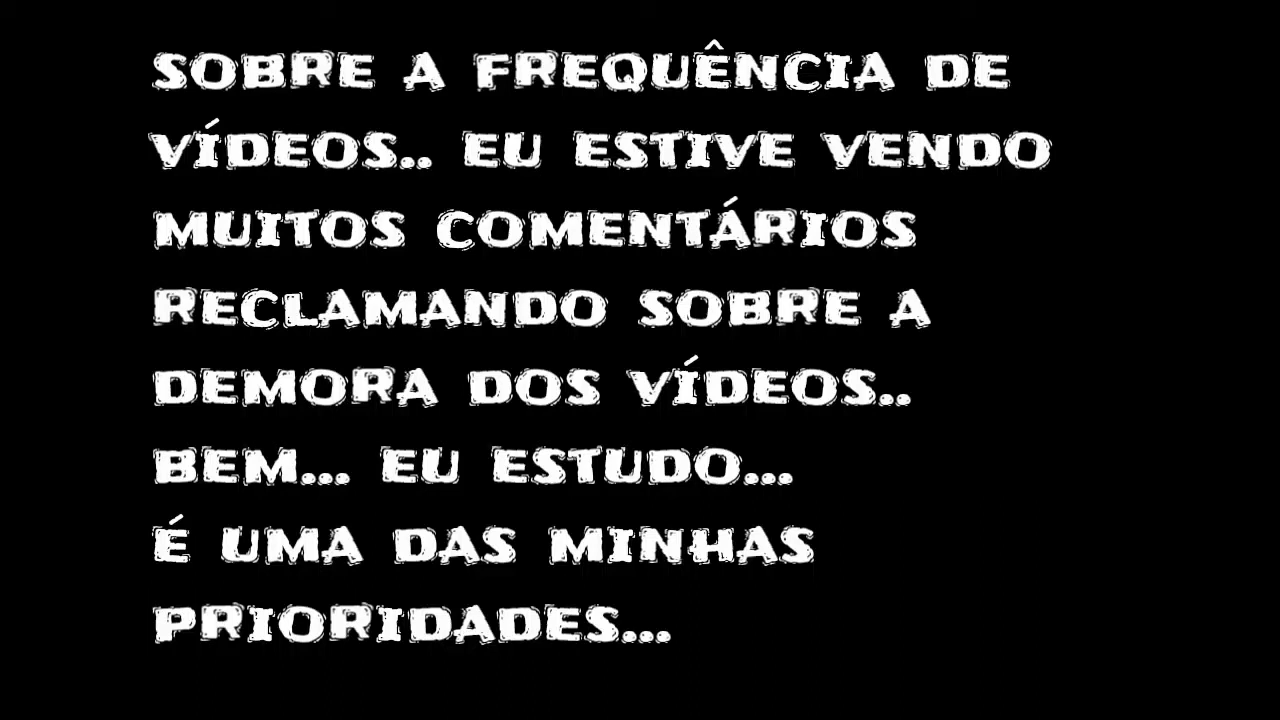 SOBRE A FREQUÊNCIA DE
VÍDEOS.. EU ESTIVE VENDO
MUITOS COMENTÁRIOS
RECLAMANDO SOBRE A
DEMORA DOS VÍDEOS..
BEM... EU ESTUDO...
É UMA DAS MINHAS
PRIORIDADES...